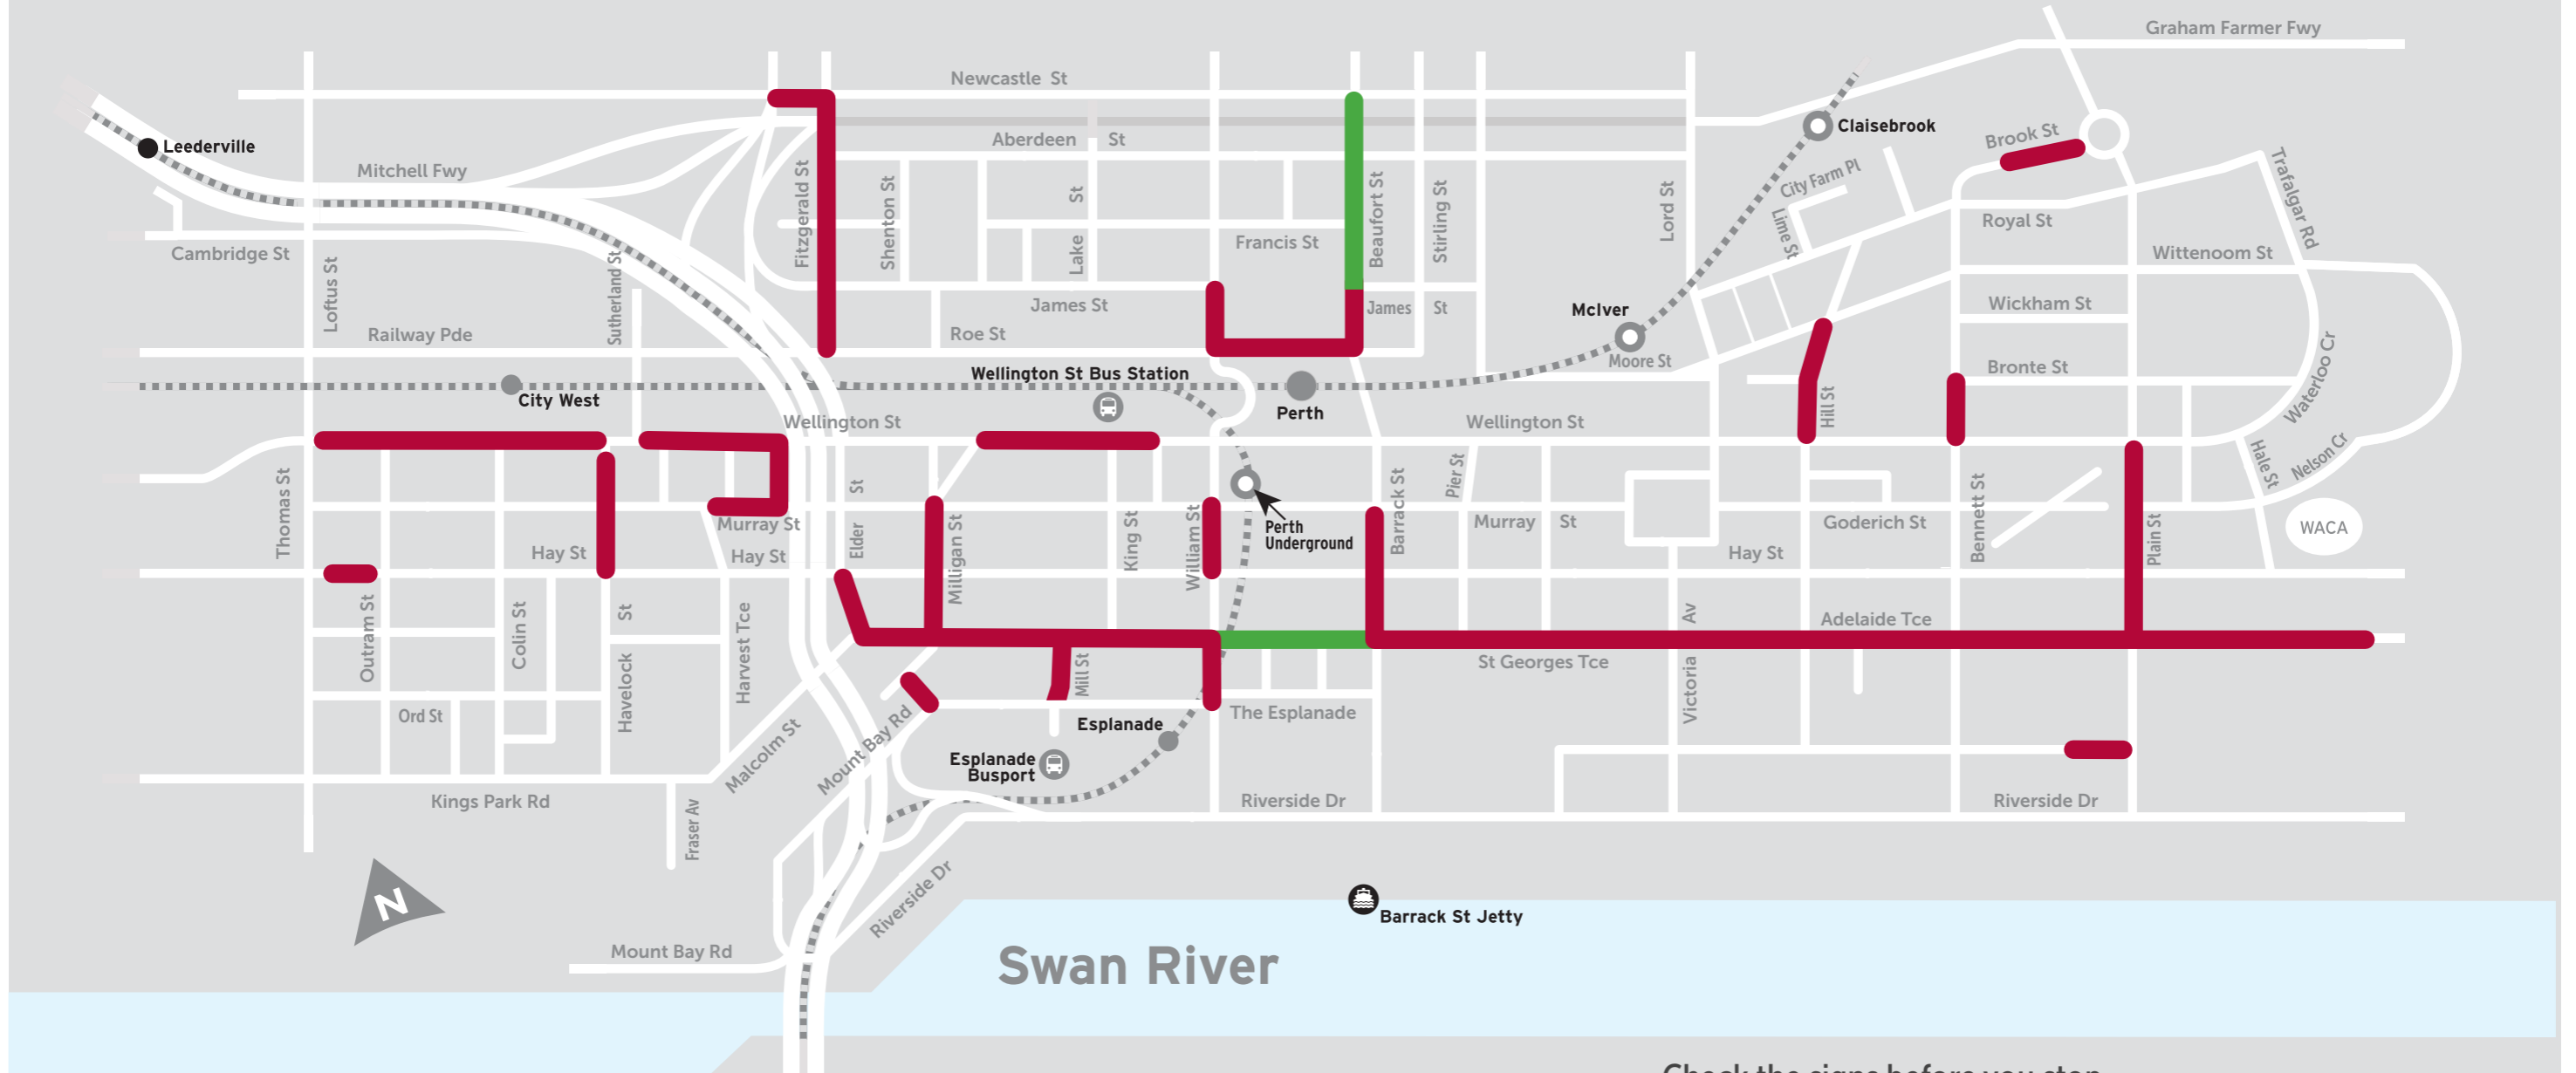 Graham Farmer Fwy
Newcastle St
Claisebrook
Brook St
Aberdeen St
Leederville
Mitchell Fwy
Fitzgerald St
Shenton St
Lake St
Beaufort St
Stirling St
Lord St
City Farm Pl
Lime St
Trafalgar Rd
Royal St
Francis St
Cambridge St
Wittenoom St
Loftus St
Sutherland St
James St
James St
McIver
Wickham St
Railway Pde
Roe St
Moore St
Bronte St
Waterloo Cr
Wellington St Bus Station
City West
Perth
Hill St
Wellington St
Wellington St
Hale St
Nelson Cr
Thomas St
Elder St
Pier St
Barrack St
Murray St
Milligan St
King St
William St
Perth
Underground
Murray St
Goderich St
Bennett St
Plain St
WACA
Hay St
Hay St
Hay St
Outram St
Colin St
Havelock St
Harvest Tce
Mill St
Victoria Av
Adelaide Tce
St Georges Tce
Ord St
Malcolm St
Mount Bay Rd
Esplanade
The Esplanade
Esplanade
Busport
Kings Park Rd
Fraser Av
Riverside Dr
Riverside Dr
Riverside Dr
N
Barrack St Jetty
Mount Bay Rd
Swan River
Check the signs before you stop